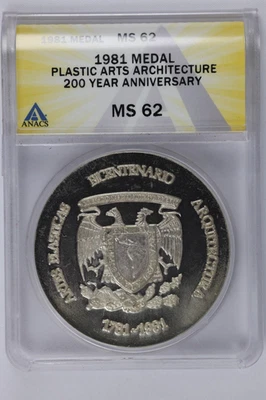 1981 MEDAL MS 62
1981 MEDAL
PLASTIC ARTS ARCHITECTURE
200 YEAR ANNIVERSARY
ANACS
MS 62
BICENTENARIO
ARTES PLASTICAS
ARQUITECTURA
1781-1981